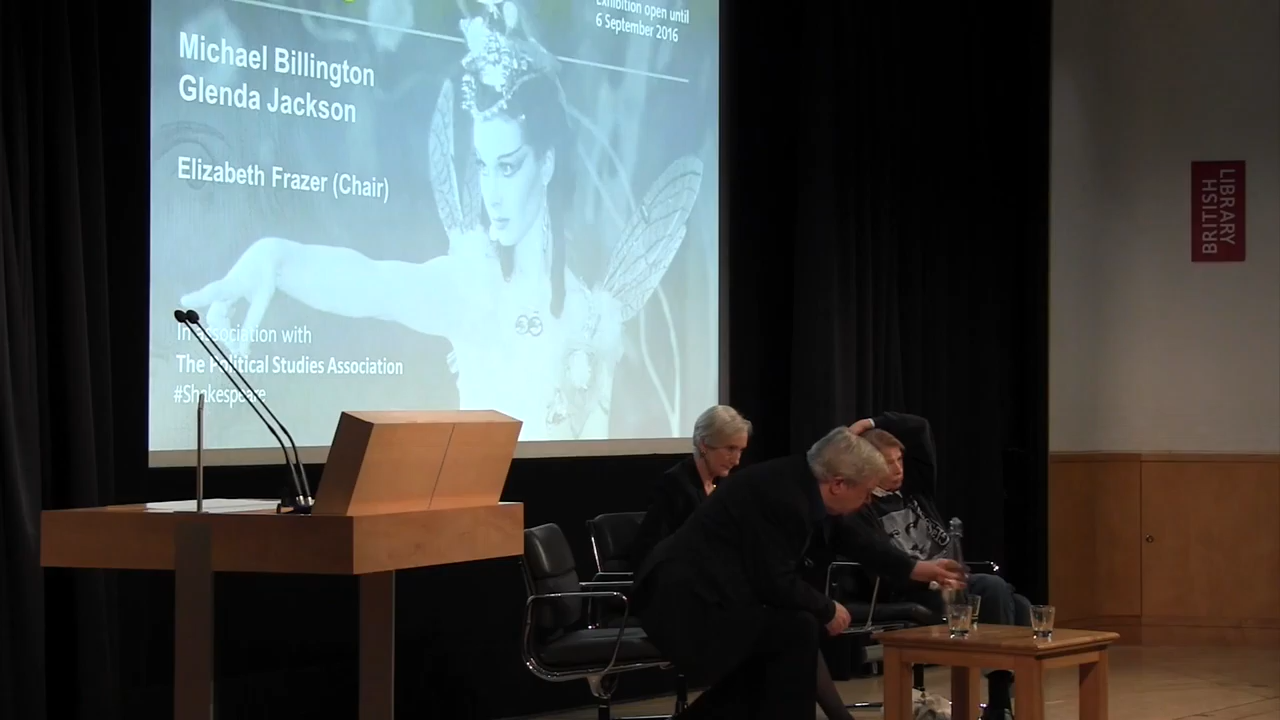 Exhibition open until
6 September 2016
Michael Billington
Glenda Jackson
Elizabeth Frazer (Chair)
In association with
The Political Studies Association
#Shakespeare
LIBRARY
BRITISH